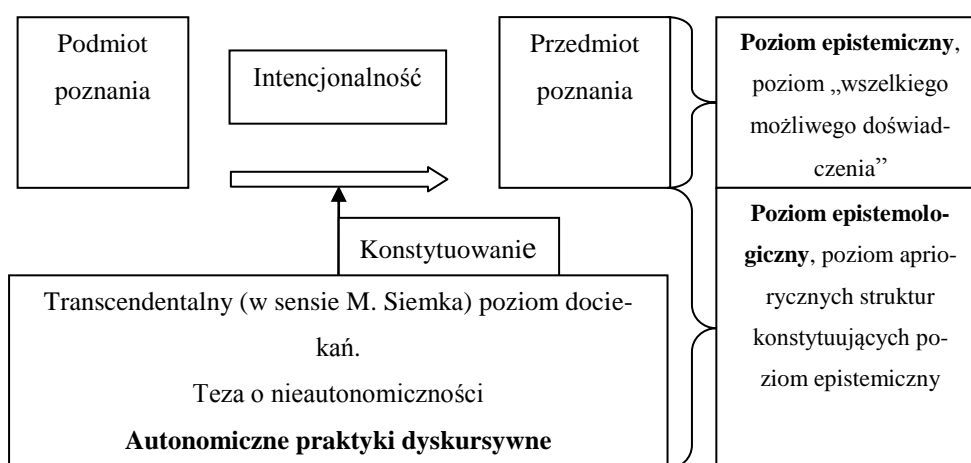 Podmiot
poznania
Intencjonalność
Przedmiot
poznania
Poziom epistemiczny,
poziom „wszelkiego
możliwego doświad-
czenia”
Konstytuowanie
Transcendentalny (w sensie M. Siemka) poziom docie-
kań.
Teza o nieautonomiczności
Autonomiczne praktyki dyskursywne
Poziom epistemolo-
giczny, poziom aprio-
rycznych struktur
konstytuujących po-
ziom epistemiczny